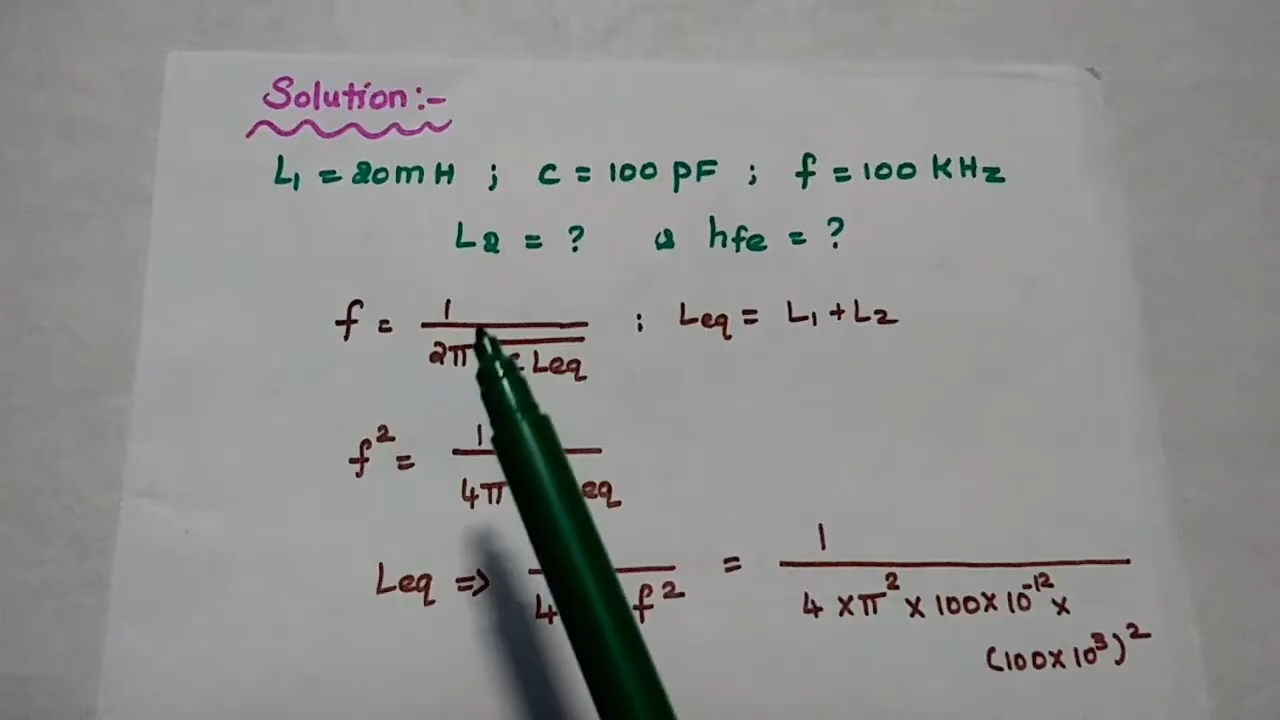 Solution:-
L₁ = 20mH ; C = 100 PF ; f = 100 KHz
L2 = ? & hfe = ?
f = 1 / 2π Leq ; Leq = L₁ + L₂
f² = 1 / 4π eq
Leq ⇒ 4 f² = 1 / 4 × π² × 100 × 10⁻¹² ×
(100 × 10³)²